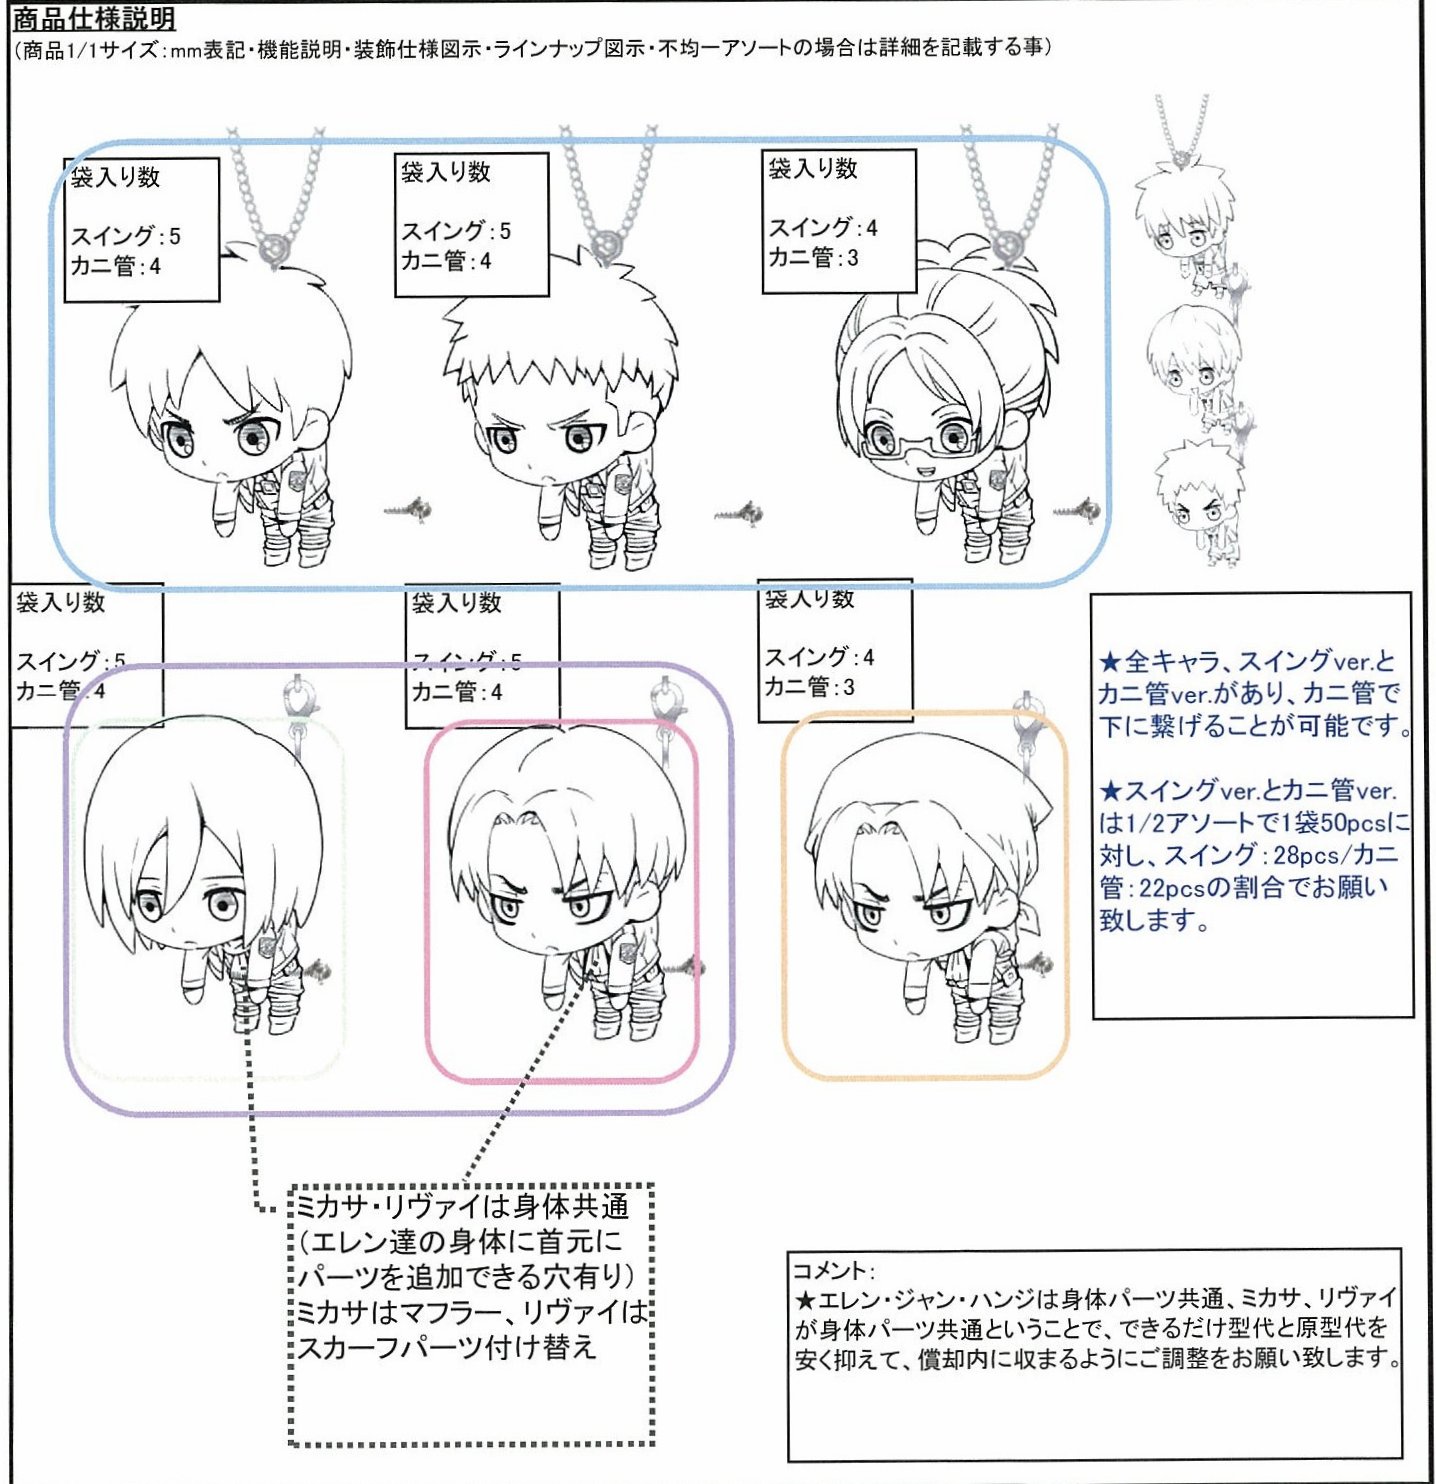 商品仕様説明
(商品1/1サイズ:mm表記・機能説明・装飾仕様図示・ラインナップ図示・不均一アソートの場合は詳細を記載する事)
袋入り数
スイング:5
カニ管:4
袋入り数
スイング:5
カニ管:4
袋入り数
スイング:4
カニ管:3
袋入り数
スイング:5
カニ管:4
袋入り数
スイング:5
カニ管:4
袋入り数
スイング:4
カニ管:3
★全キャラ、スイングver.と
カニ管ver.があり、カニ管で
下に繋げることが可能です。
★スイングver.とカニ管ver.
は1/2アソートで1袋50pcsに
対し、スイング:28pcs/カニ
管:22pcsの割合でお願い
致します。
ミカサ・リヴァイは身体共通
(エレン達の身体に首元に
パーツを追加できる穴有り)
ミカサはマフラー、リヴァイは
スカーフパーツ付け替え
コメント:
★エレン・ジャン・ハンジは身体パーツ共通、ミカサ、リヴァイ
が身体パーツ共通ということで、できるだけ型代と原型代を
安く抑えて、償却内に収まるようにご調整をお願い致します。